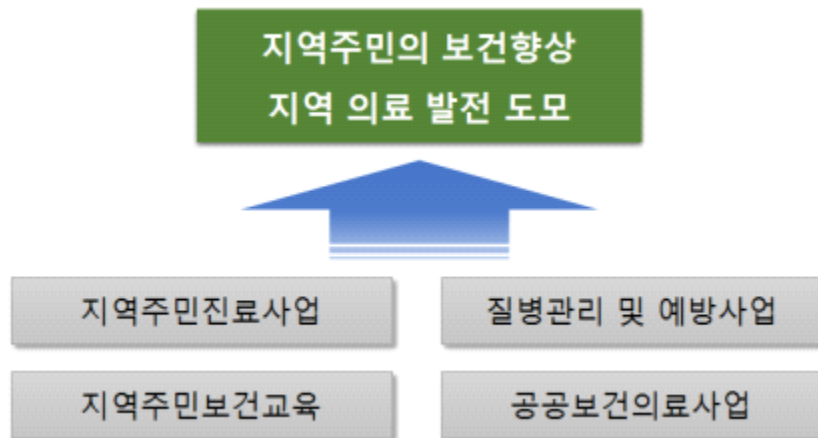 지역주민의 보건향상
지역 의료 발전 도모
지역주민진료사업
질병관리 및 예방사업
지역주민보건교육
공공보건의료사업